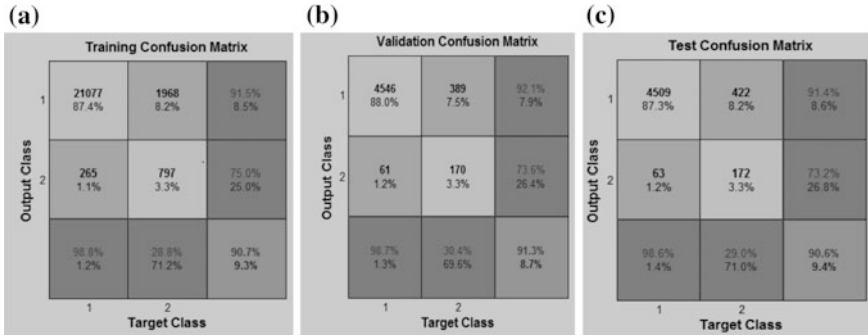 (a)
Training Confusion Matrix
Output Class
1
21077 1968 91.5%
87.4% 8.2% 8.5%
2
265 797 75.0%
1.1% 3.3% 25.0%
98.8% 28.8% 90.7%
1.2% 71.2% 9.3%
1 2
Target Class
(b)
Validation Confusion Matrix
Output Class
1
4546 389 92.1%
88.0% 7.5% 7.9%
2
61 170 73.6%
1.2% 3.3% 26.4%
98.7% 30.4% 91.3%
1.3% 69.6% 8.7%
1 2
Target Class
(c)
Test Confusion Matrix
Output Class
1
4509 422 91.4%
87.3% 8.2% 8.6%
2
63 172 73.2%
1.2% 3.3% 26.8%
98.6% 29.0% 90.6%
1.4% 71.0% 9.4%
1 2
Target Class